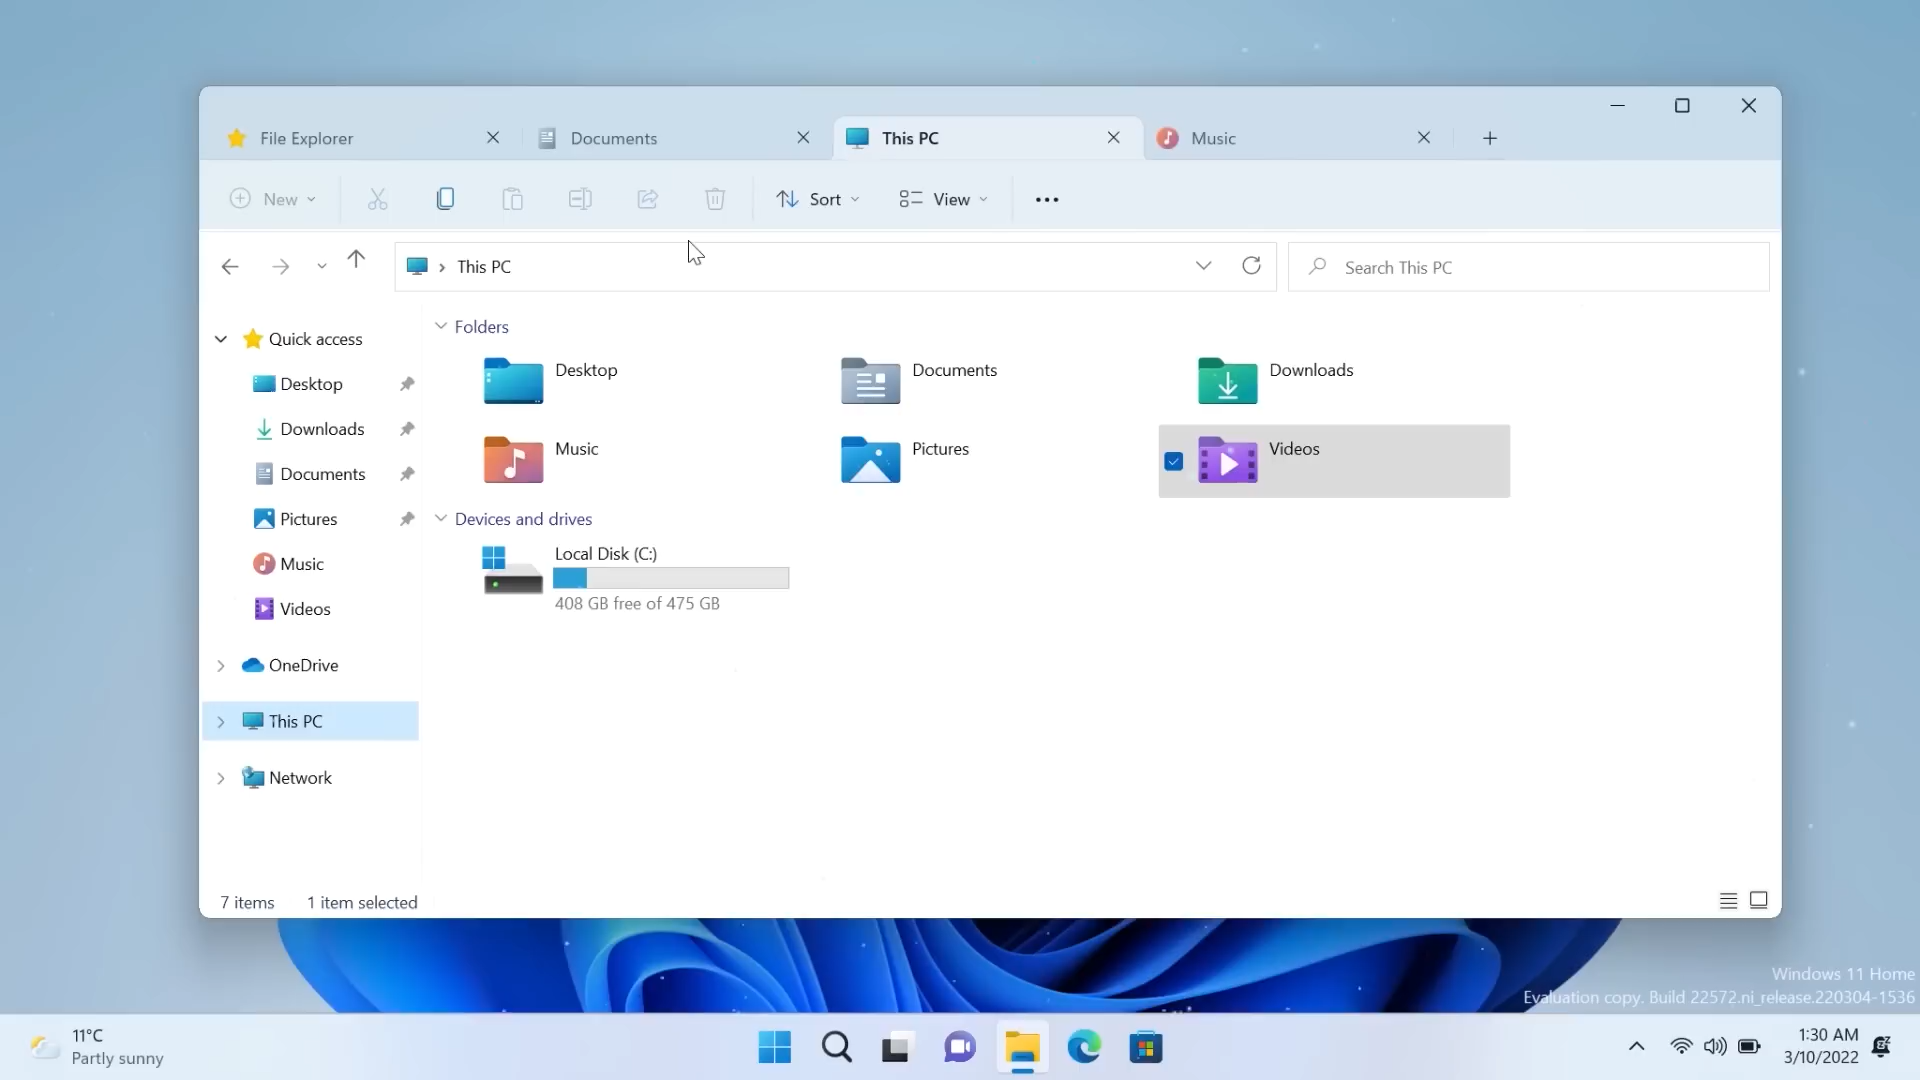 File Explorer
Documents
This PC
Music
New
Sort
View
This PC
Search This PC
Quick access
Desktop
Downloads
Documents
Pictures
Music
Videos
OneDrive
This PC
Network
Folders
Desktop
Documents
Downloads
Music
Pictures
Videos
Devices and drives
Local Disk (C:)
408 GB free of 475 GB
7 items 1 item selected
Windows 11 Home
Evaluation copy. Build 22572.ni_release.220304-1536
11°C
Partly sunny
1:30 AM
3/10/2022